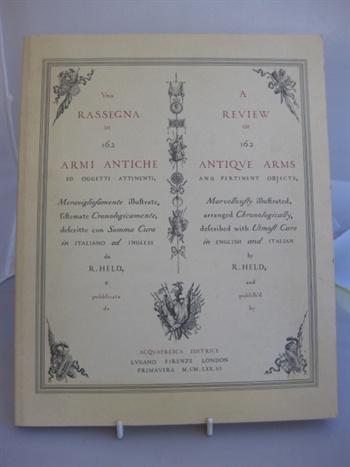 Una
RASSEGNA
DI
162
ARMI ANTICHE
ED OGGETTI ATTINENTI,
Meravigliosamente illustrate,
sistemate Cronologicamente,
descritte con Somma Cura
in ITALIANO ed INGLESE
da
R. HELD,
e
pubblicata
da
A
REVIEW
OF
162
ANTIQVE ARMS
AND PERTINENT OBJECTS,
Marvellously illustrated,
arranged Chronologically,
described with Utmost Care
in ENGLISH and ITALIAN
by
R. HELD,
and
publish'd
by
ACQVAFRESCA EDITRICE
LVGANO FIRENZE LONDON
PRIMAVERA M.CM.LXX.VI